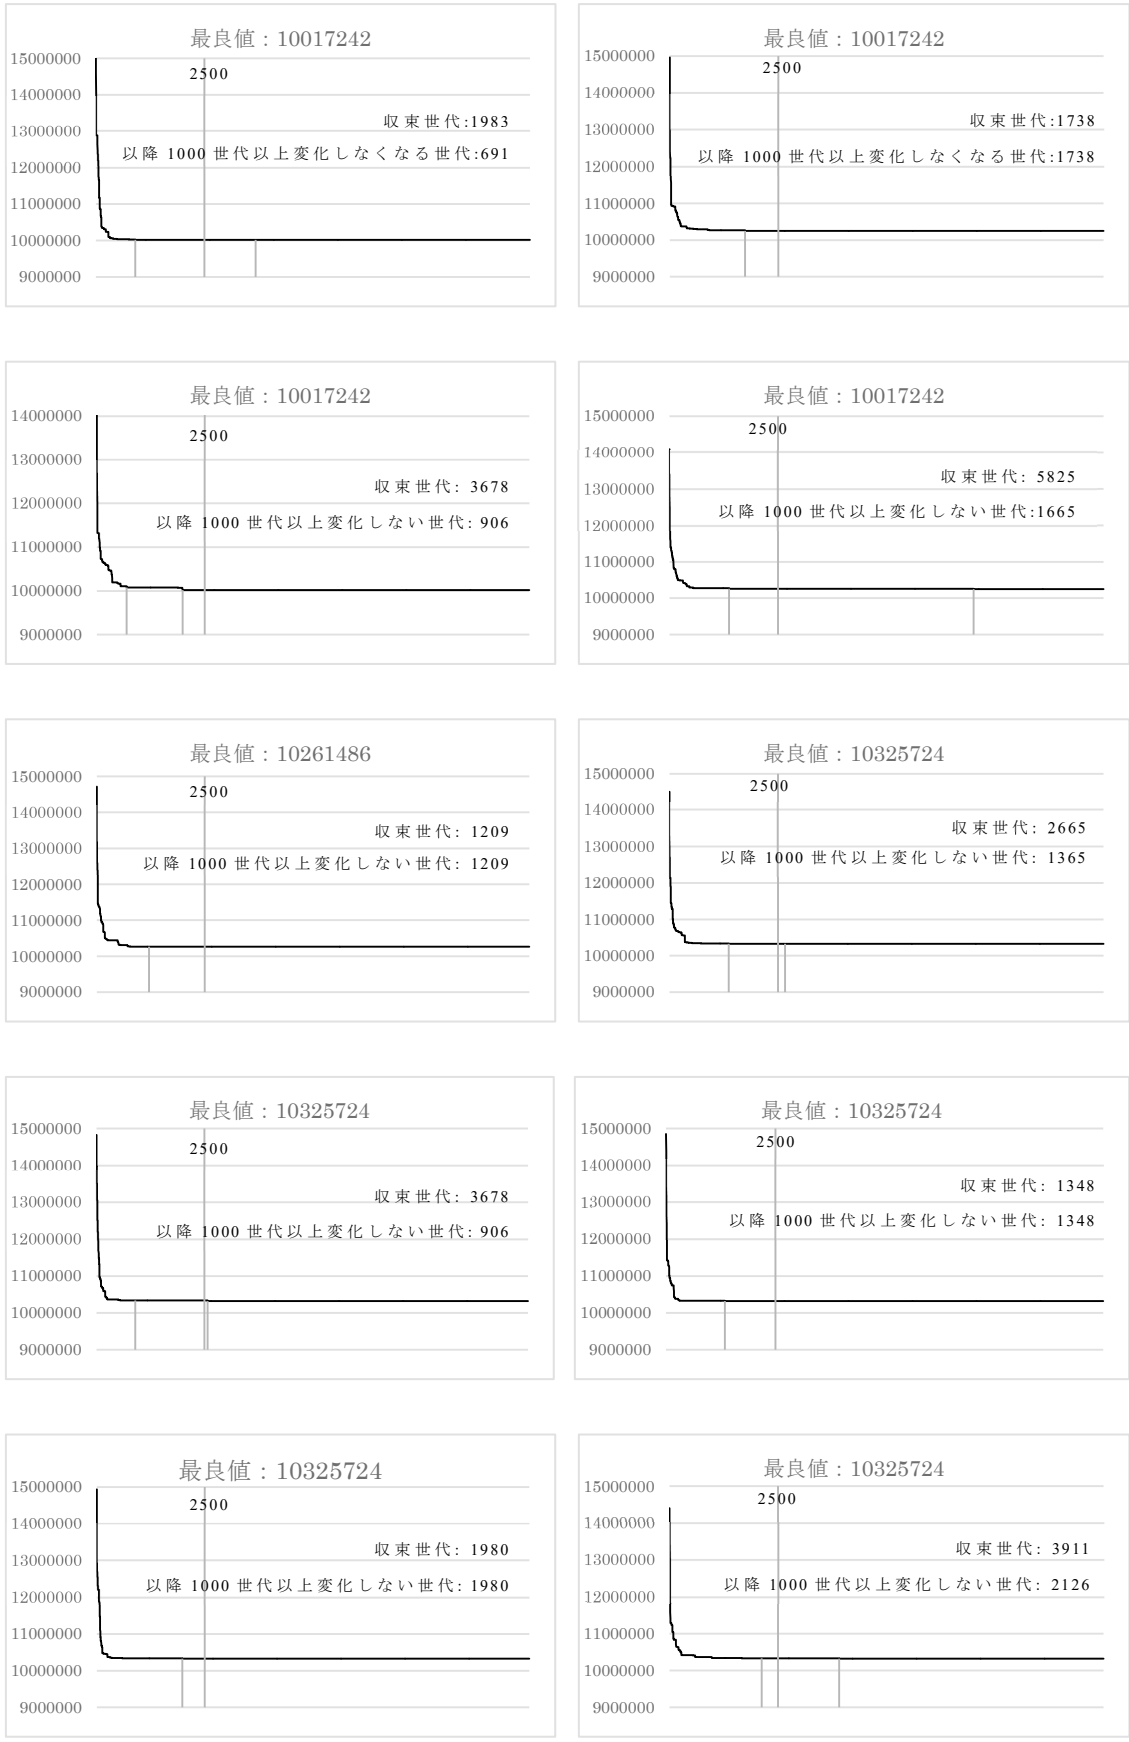 最良値：10017242
15000000
14000000
13000000
12000000
11000000
10000000
9000000
2500
収束世代:1983
以降 1000 世代以上変化しなくなる世代:691
最良値：10017242
15000000
14000000
13000000
12000000
11000000
10000000
9000000
2500
収束世代:1738
以降 1000 世代以上変化しなくなる世代:1738
最良値：10017242
14000000
13000000
12000000
11000000
10000000
9000000
2500
収束世代: 3678
以降 1000 世代以上変化しない世代: 906
最良値：10017242
15000000
14000000
13000000
12000000
11000000
10000000
9000000
2500
収束世代: 5825
以降 1000 世代以上変化しない世代:1665
最良値：10261486
15000000
14000000
13000000
12000000
11000000
10000000
9000000
2500
収束世代: 1209
以降 1000 世代以上変化しない世代: 1209
最良値：10325724
15000000
14000000
13000000
12000000
11000000
10000000
9000000
2500
収束世代: 2665
以降 1000 世代以上変化しない世代: 1365
最良値：10325724
15000000
14000000
13000000
12000000
11000000
10000000
9000000
2500
収束世代: 3678
以降 1000 世代以上変化しない世代: 906
最良値：10325724
15000000
14000000
13000000
12000000
11000000
10000000
9000000
2500
収束世代: 1348
以降 1000 世代以上変化しない世代: 1348
最良値：10325724
15000000
14000000
13000000
12000000
11000000
10000000
9000000
2500
収束世代: 1980
以降 1000 世代以上変化しない世代: 1980
最良値：10325724
15000000
14000000
13000000
12000000
11000000
10000000
9000000
2500
収束世代: 3911
以降 1000 世代以上変化しない世代: 2126